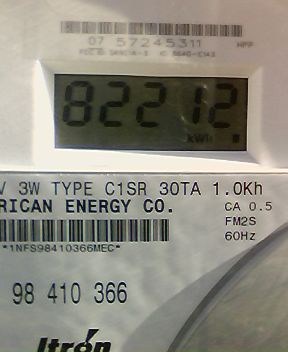 07 57245311
82212
kWh
V 3W TYPE C1SR 30TA 1.0Kh
RICAN ENERGY CO.
CA 0.5
FM2S
60Hz
*1NFS98410366MEC*
98 410 366
Itrón